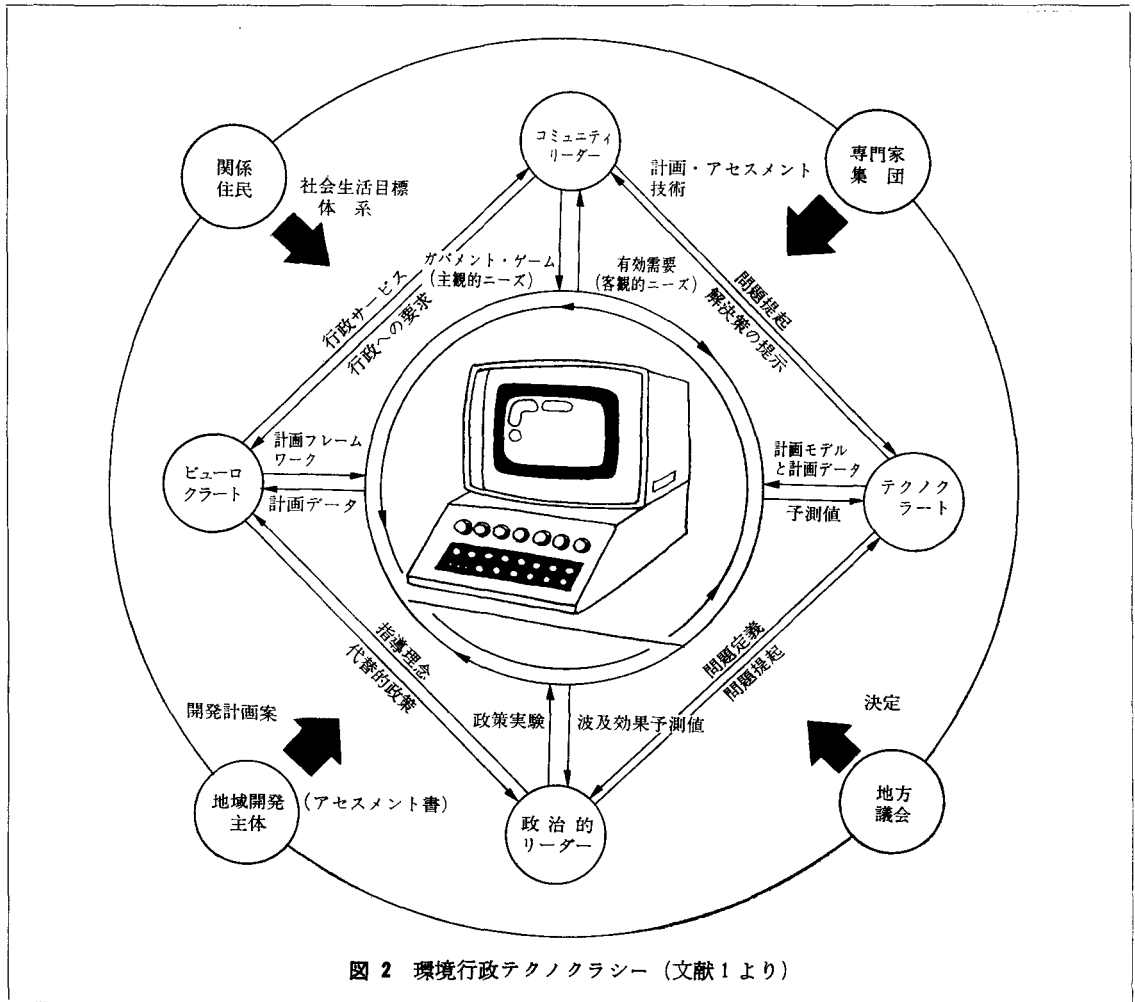 コミュニティ
リーダー
関係
住民
専門家
集団
社会生活目標
体系
計画・アセスメント
技術
ガバメント・ゲーム
(主観的ニーズ)
有効需要
(客観的ニーズ)
行政サービス
行政への要求
問題提起
解決策の提示
ビューロ
クラート
計画フレーム
ワーク
計画データ
計画モデル
と計画データ
予測値
テクノク
ラート
指導理念
代替的政策
問題定義
問題提起
開発計画案
政策実験
波及効果予測値
決定
地域開発
主体
(アセスメント書)
政治的
リーダー
地方
議会
図 2 環境行政テクノクラシー (文献1より)